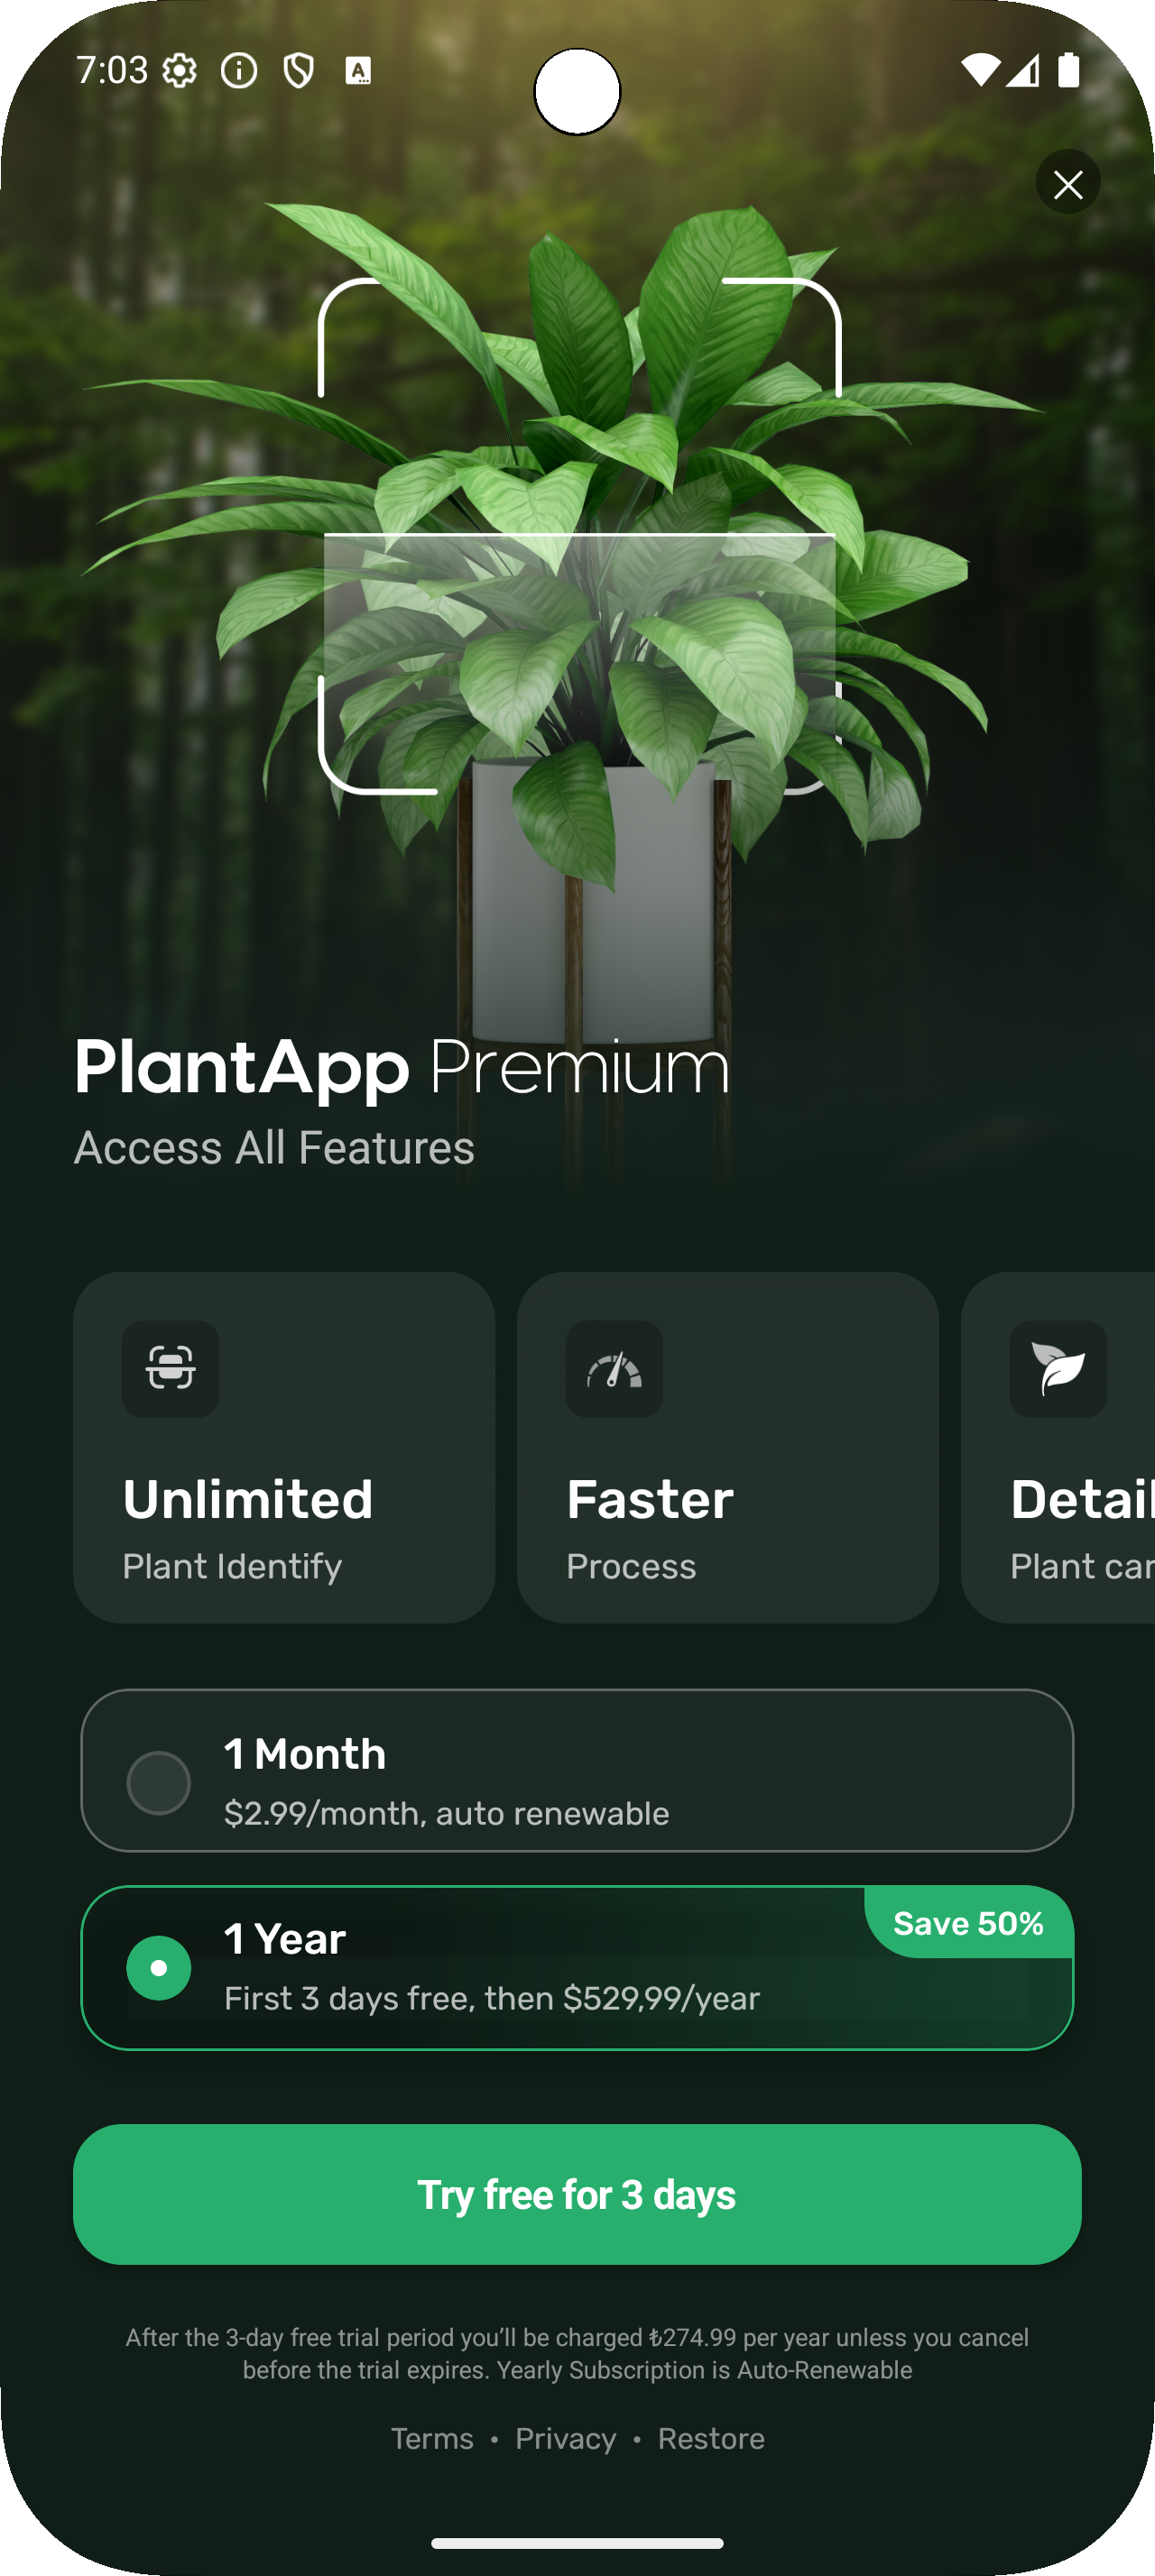 7:03
PlantApp Premium
Access All Features
Unlimited
Plant Identify
Faster
Process
Detail
Plant car
1 Month
$2.99/month, auto renewable
Save 50%
1 Year
First 3 days free, then $529,99/year
Try free for 3 days
After the 3-day free trial period you’ll be charged ₺274.99 per year unless you cancel
before the trial expires. Yearly Subscription is Auto-Renewable
Terms • Privacy • Restore